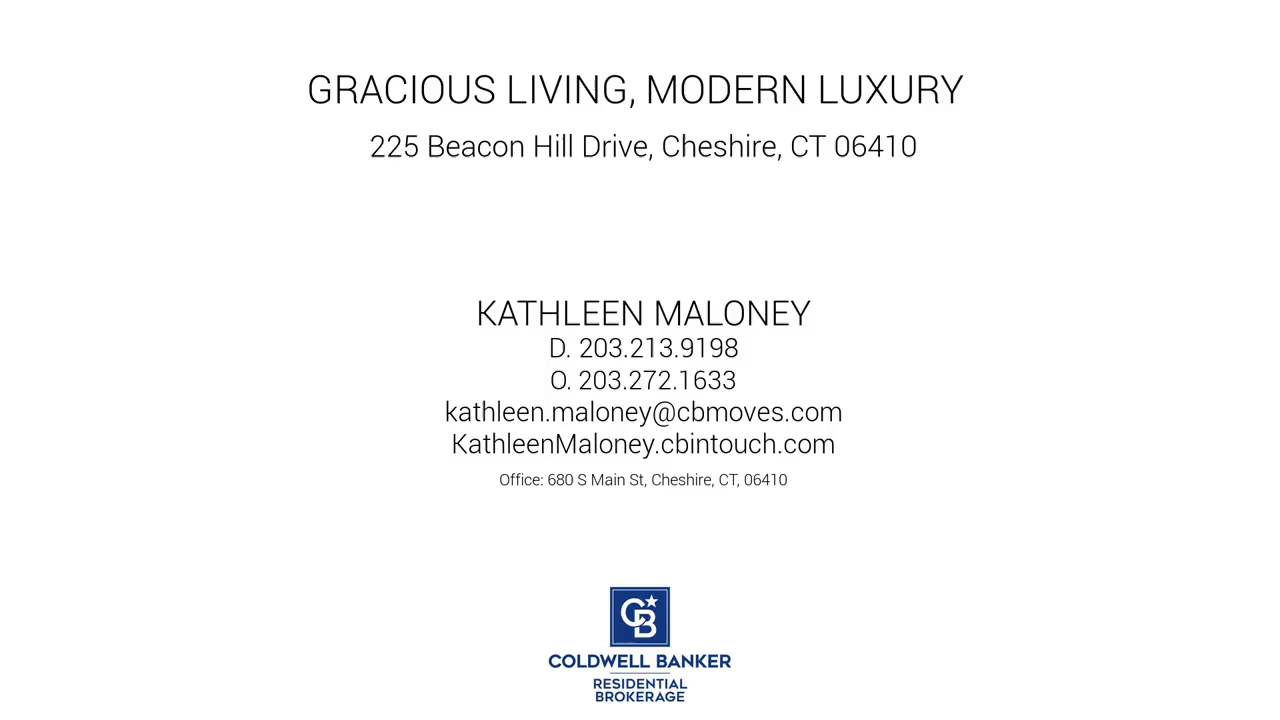 GRACIOUS LIVING, MODERN LUXURY
225 Beacon Hill Drive, Cheshire, CT 06410
KATHLEEN MALONEY
D. 203.213.9198
O. 203.272.1633
kathleen.maloney@cbmoves.com
KathleenMaloney.cbintouch.com
Office: 680 S Main St, Cheshire, CT, 06410
CB
COLDWELL BANKER
RESIDENTIAL
BROKERAGE